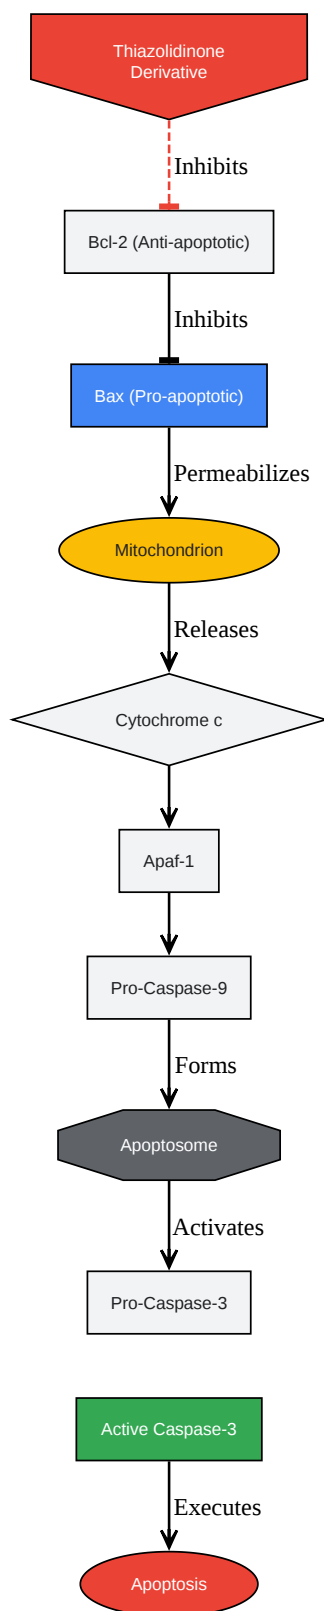 Thiazolidinone
Derivative
Inhibits
Bcl-2 (Anti-apoptotic)
Inhibits
Bax (Pro-apoptotic)
Permeabilizes
Mitochondrion
Releases
Cytochrome c
Apaf-1
Pro-Caspase-9
Forms
Apoptosome
Activates
Pro-Caspase-3
Active Caspase-3
Executes
Apoptosis